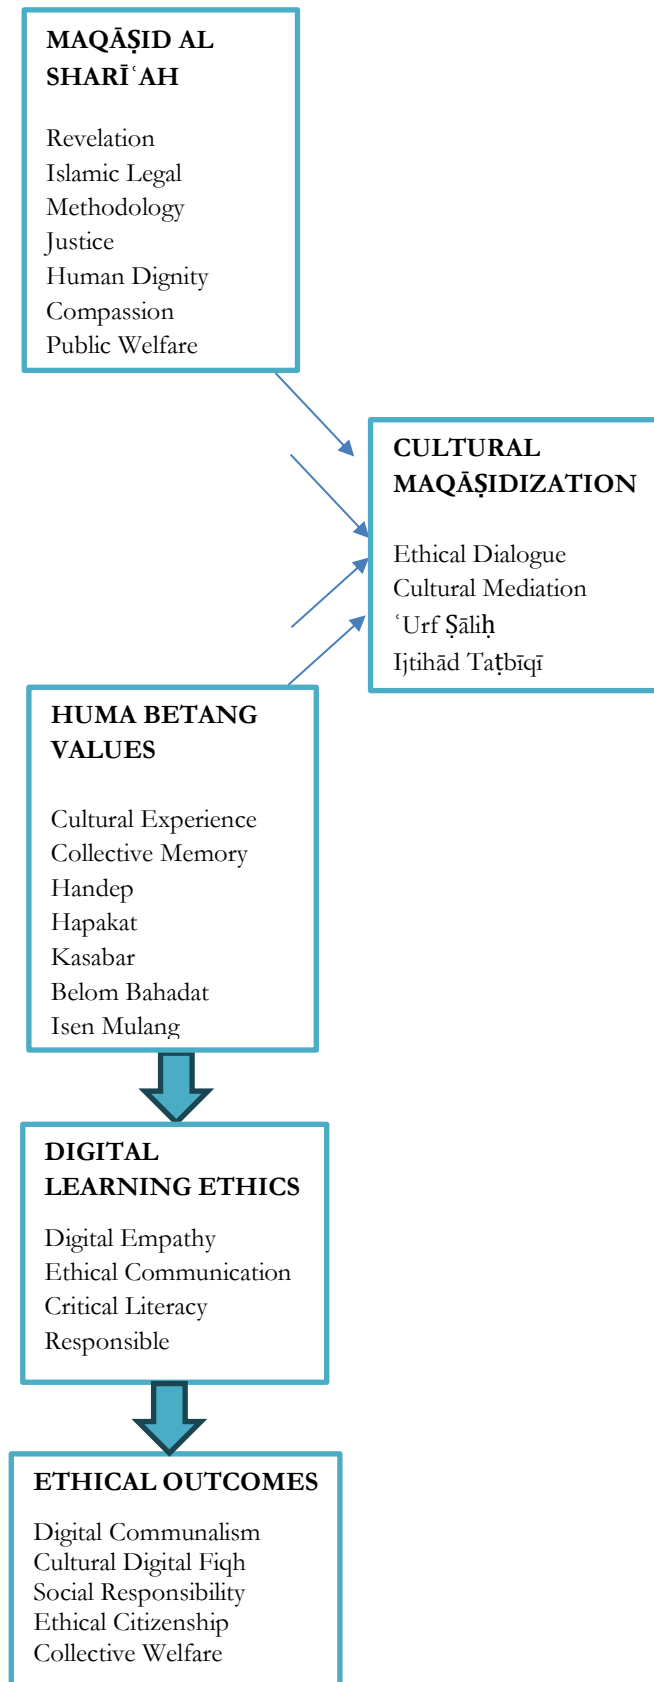 MAQĀṢID AL
SHARĪʿAH
Revelation
Islamic Legal
Methodology
Justice
Human Dignity
Compassion
Public Welfare
CULTURAL
MAQĀṢIDIZATION
Ethical Dialogue
Cultural Mediation
ʿUrf Ṣāliḥ
Ijtihād Taṭbīqī
HUMA BETANG
VALUES
Cultural Experience
Collective Memory
Handep
Hapakat
Kasabar
Belom Bahadat
Isen Mulang
DIGITAL
LEARNING ETHICS
Digital Empathy
Ethical Communication
Critical Literacy
Responsible
ETHICAL OUTCOMES
Digital Communalism
Cultural Digital Fiqh
Social Responsibility
Ethical Citizenship
Collective Welfare